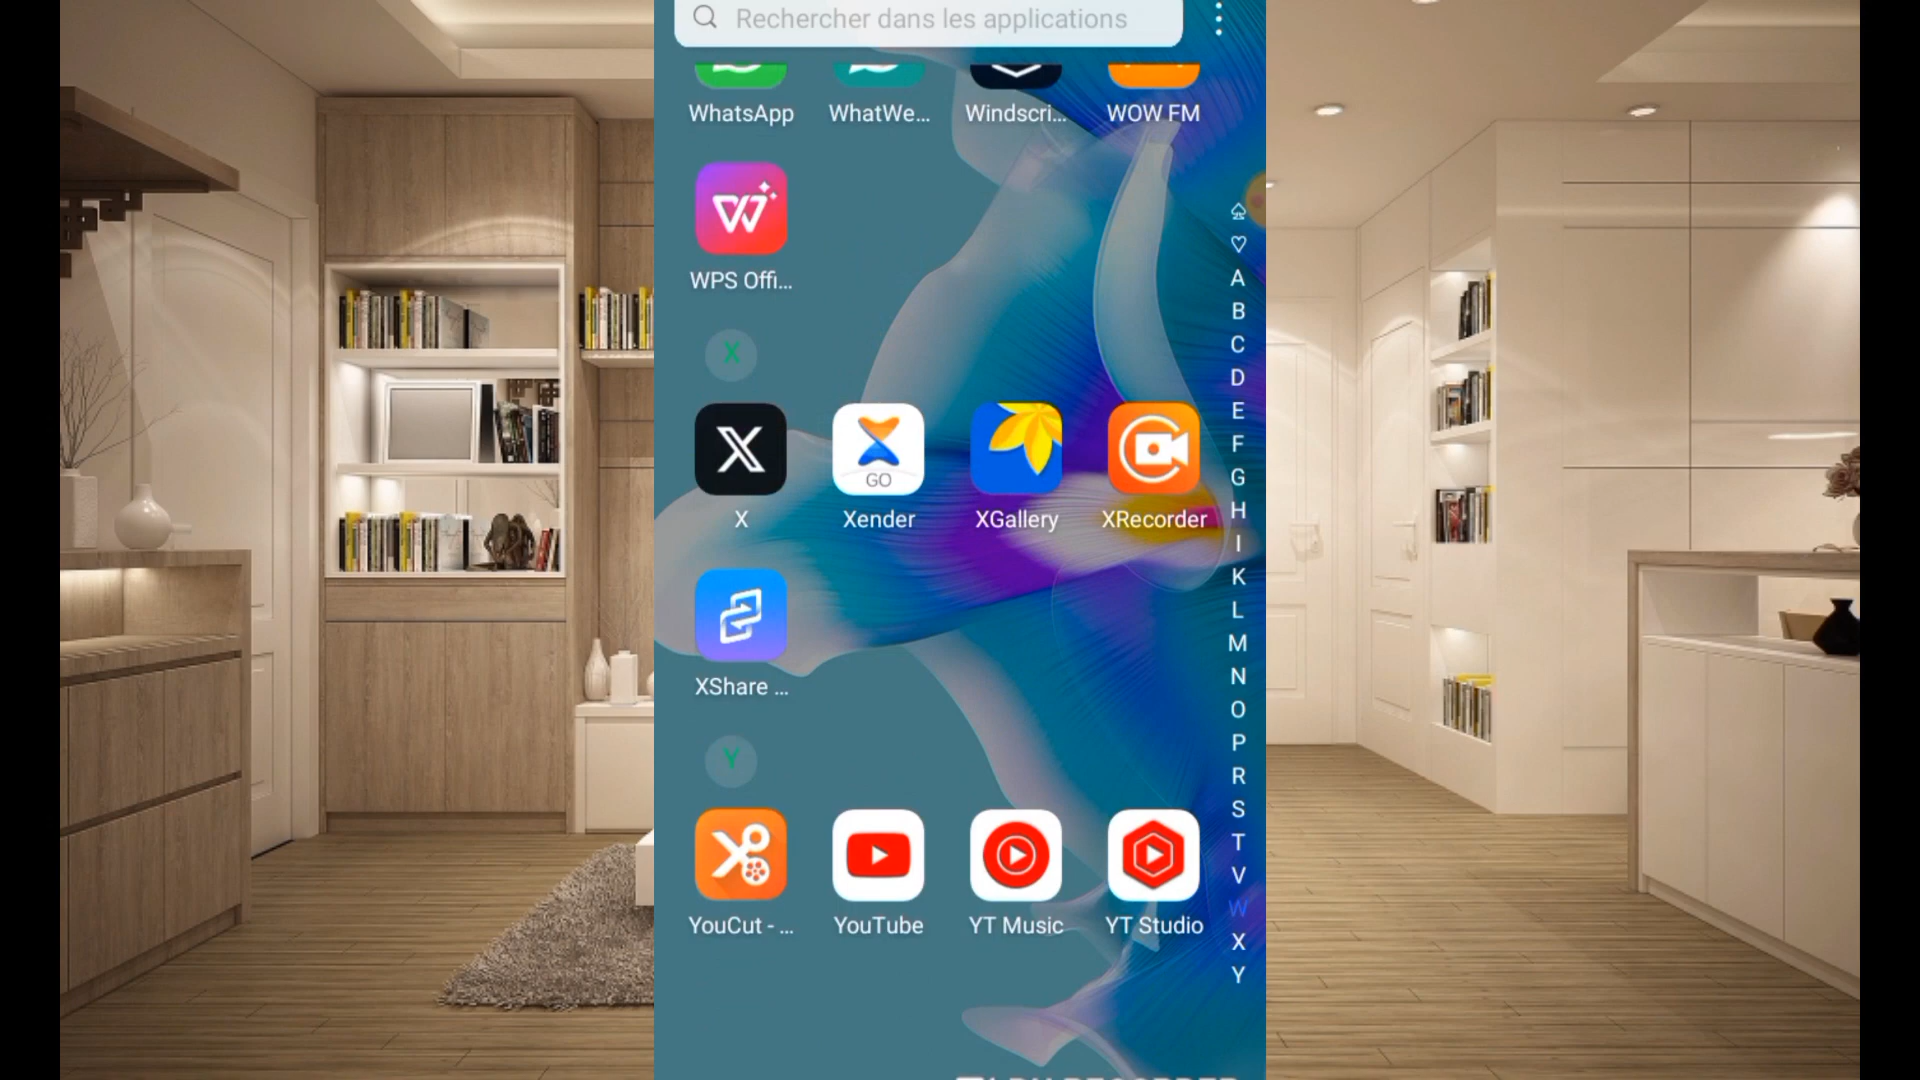 Rechercher dans les applications
WhatsApp
WhatWe...
Windscri...
WOW FM
WPS Offi...
X
X
GO
Xender
XGallery
XRecorder
XShare ...
Y
YouCut - ...
YouTube
YT Music
YT Studio
A
B
C
D
E
F
G
H
I
K
L
M
N
O
P
R
S
T
V
W
X
Y